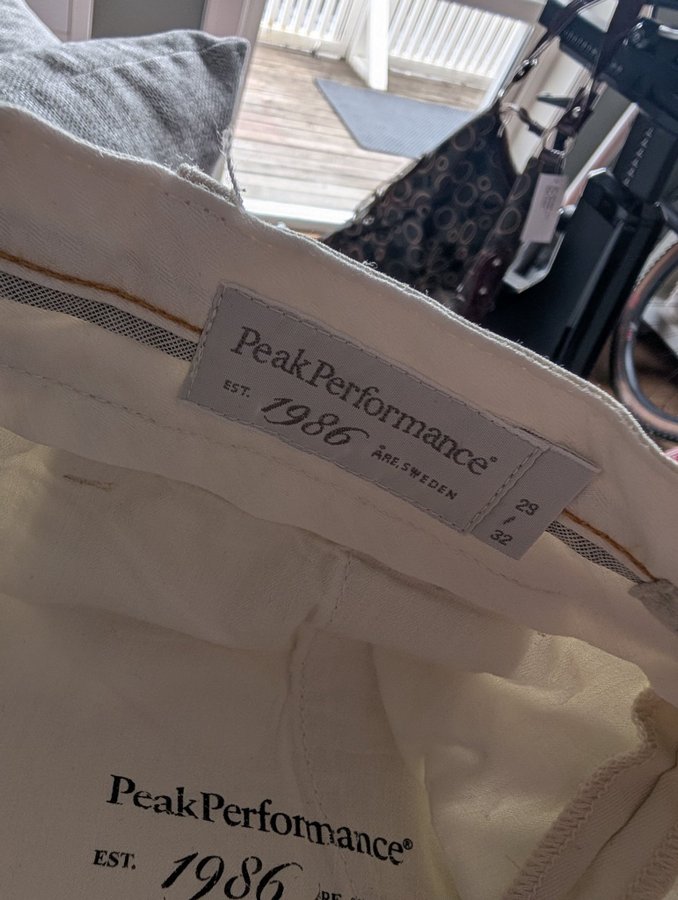 PeakPerformance®
EST. 1986 ÅRE, SWEDEN
29
/
32
PeakPerformance®
EST. 1986